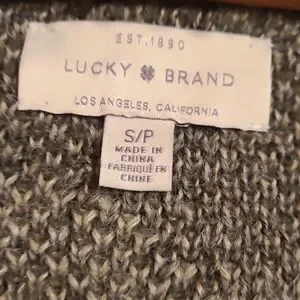 EST. 1990
LUCKY BRAND
LOS ANGELES, CALIFORNIA
S/P
MADE IN
CHINA
FABRIQUÉ EN
CHINE